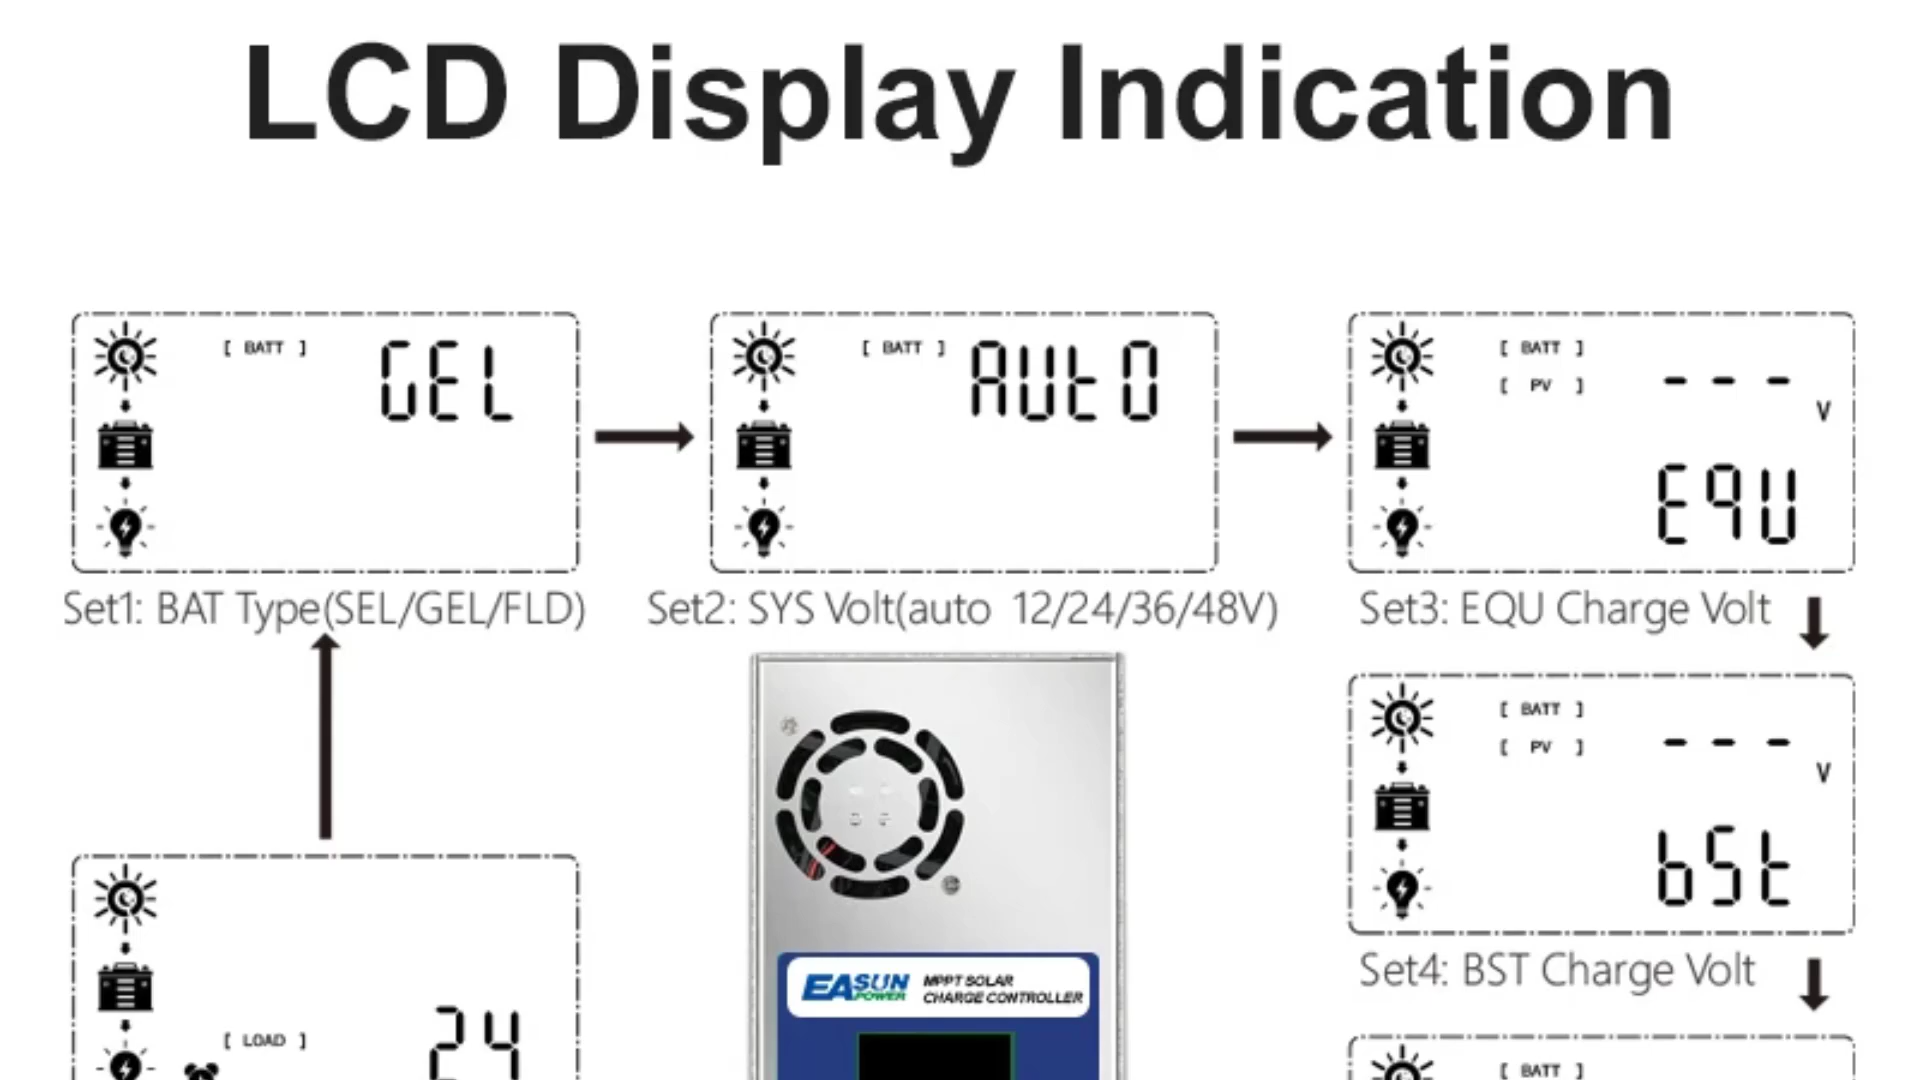 LCD Display Indication
[ BATT ] GEL
[ BATT ] AUtO
[ BATT ]
[ PV ] - - - V
EqU
Set1: BAT Type(SEL/GEL/FLD)
Set2: SYS Volt(auto 12/24/36/48V)
Set3: EQU Charge Volt
[ BATT ]
[ PV ] - - - V
bSt
Set4: BST Charge Volt
EASUN POWER
MPPT SOLAR
CHARGE CONTROLLER
[ LOAD ] 24
[ BATT ]